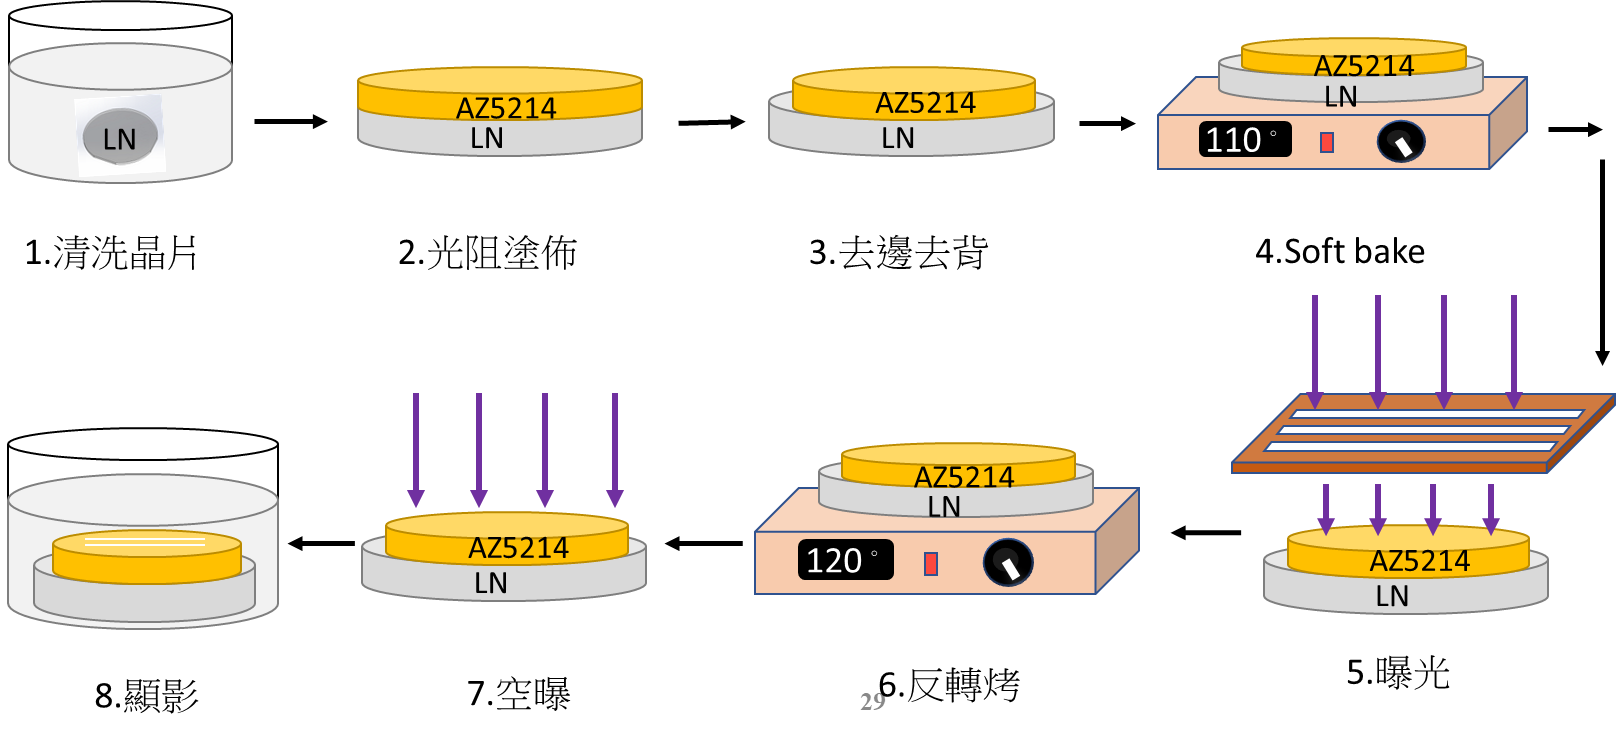 LN
AZ5214
LN
AZ5214
LN
AZ5214
LN
110°
1.清洗晶片
2.光阻塗佈
3.去邊去背
4.Soft bake
AZ5214
LN
5.曝光
AZ5214
LN
120°
6.反轉烤
AZ5214
LN
7.空曝
8.顯影
29